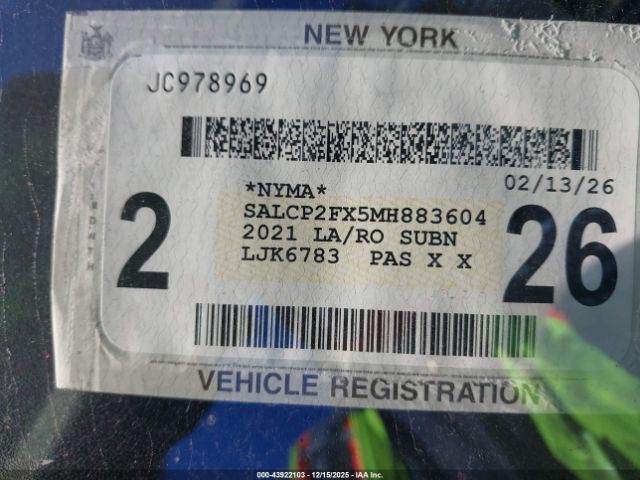 NEW YORK
JC978969
*NYMA*
02/13/26
SALCP2FX5MH883604
2021 LA/RO SUBN
LJK6783 PAS X X
2
26
VEHICLE REGISTRATION
000-43922103 - 12/15/2025 - IAA Inc.